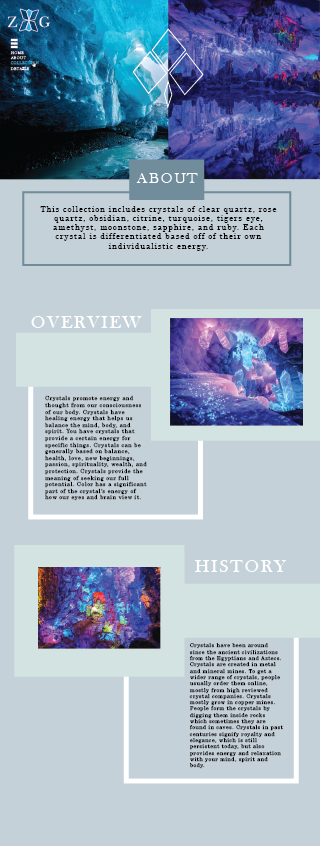 Z G
HOME
ABOUT
COLLECTION
DETAILS
ABOUT
This collection includes crystals of clear quartz, rose
quartz, obsidian, citrine, turquoise, tigers eye,
amethyst, moonstone, sapphire, and ruby. Each
crystal is differentiated based off of their own
individualistic energy.
OVERVIEW
Crystals promote energy and
thought from our consciousness
of our body. Crystals have
healing energy that helps us
balance the mind, body, and
spirit. You have crystals that
provide a certain energy for
specific things. Crystals can be
generally based on balance,
health, love, new beginnings,
passion, spirituality, wealth, and
protection. Crystals provide the
meaning of seeking our full
potential. Color has a significant
part of the crystal's energy of
how our eyes and brain view it.
HISTORY
Crystals have been around
since the ancient civilizations
from the Egyptians and Aztecs.
Crystals are created in metal
and mineral mines. To get a
wider range of crystals, people
usually order them online,
mostly from high reviewed
crystal companies. Crystals
mostly grow in copper mines.
People form the crystals by
digging them inside rocks
which sometimes they are
found in caves. Crystals in past
centuries signify royalty and
elegance, which is still
persistent today, but also
provides energy and relaxation
with your mind, spirit and
body.